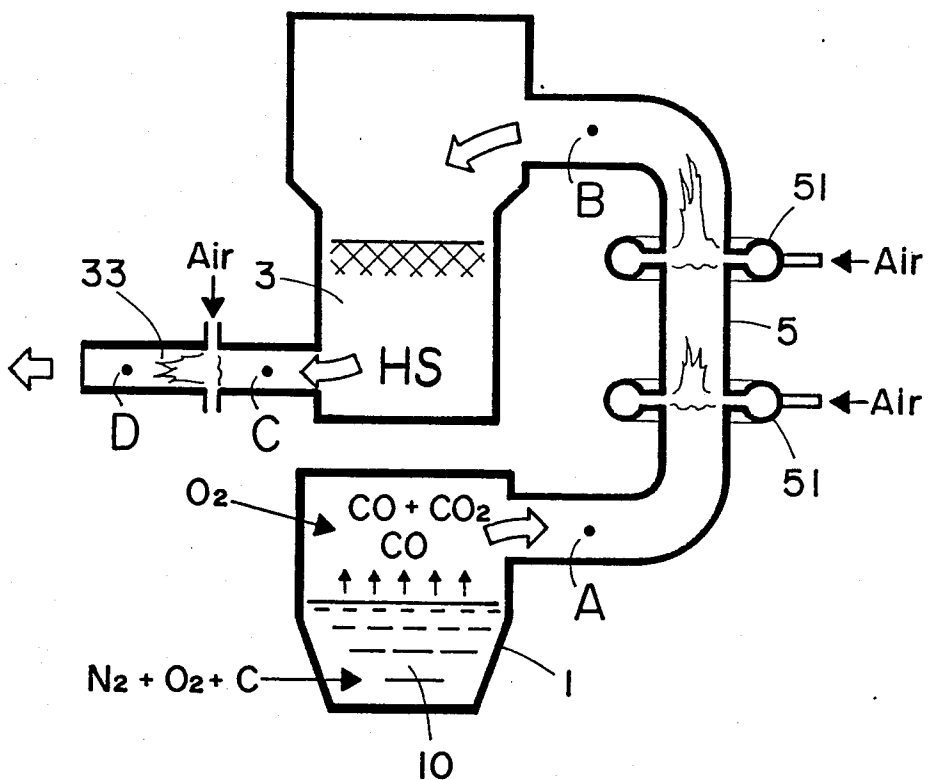 51
B
Air
33
3
Air
5
HS
D
C
Air
51
O₂
CO + CO₂
CO
A
N₂ + O₂ + C
1
10